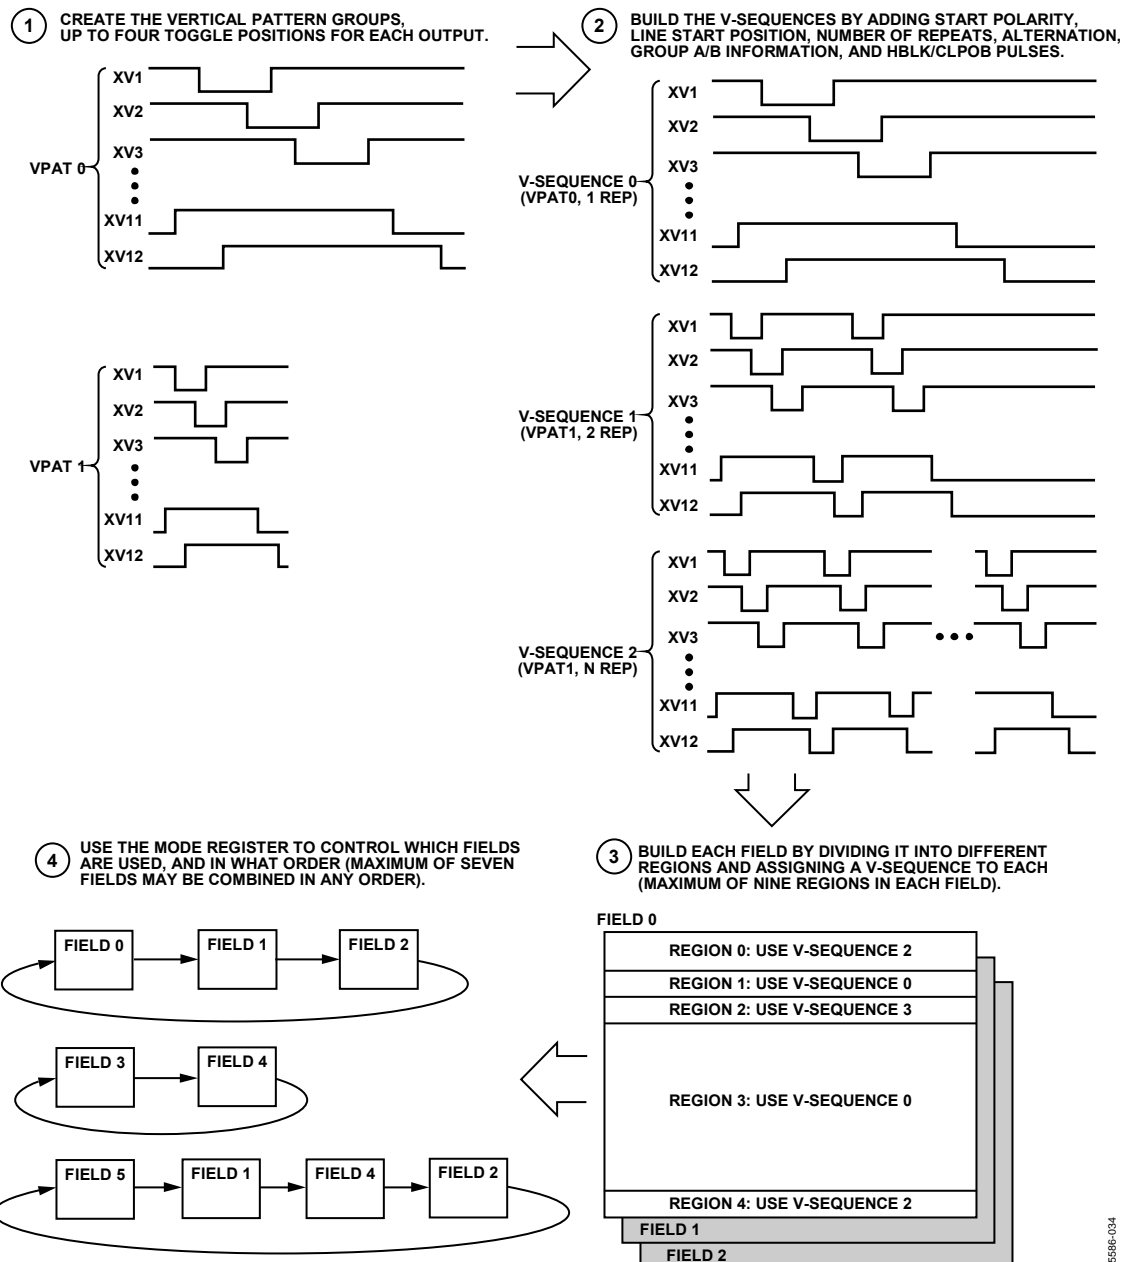 1
CREATE THE VERTICAL PATTERN GROUPS,
UP TO FOUR TOGGLE POSITIONS FOR EACH OUTPUT.
VPAT 0
XV1
XV2
XV3
XV11
XV12
VPAT 1
XV1
XV2
XV3
XV11
XV12
2
BUILD THE V-SEQUENCES BY ADDING START POLARITY,
LINE START POSITION, NUMBER OF REPEATS, ALTERNATION,
GROUP A/B INFORMATION, AND HBLK/CLPOB PULSES.
V-SEQUENCE 0
(VPAT0, 1 REP)
XV1
XV2
XV3
XV11
XV12
V-SEQUENCE 1
(VPAT1, 2 REP)
XV1
XV2
XV3
XV11
XV12
V-SEQUENCE 2
(VPAT1, N REP)
XV1
XV2
XV3
XV11
XV12
3
BUILD EACH FIELD BY DIVIDING IT INTO DIFFERENT
REGIONS AND ASSIGNING A V-SEQUENCE TO EACH
(MAXIMUM OF NINE REGIONS IN EACH FIELD).
FIELD 0
REGION 0: USE V-SEQUENCE 2
REGION 1: USE V-SEQUENCE 0
REGION 2: USE V-SEQUENCE 3
REGION 3: USE V-SEQUENCE 0
REGION 4: USE V-SEQUENCE 2
FIELD 1
FIELD 2
4
USE THE MODE REGISTER TO CONTROL WHICH FIELDS
ARE USED, AND IN WHAT ORDER (MAXIMUM OF SEVEN
FIELDS MAY BE COMBINED IN ANY ORDER).
FIELD 0
FIELD 1
FIELD 2
FIELD 3
FIELD 4
FIELD 5
FIELD 1
FIELD 4
FIELD 2
5586-034